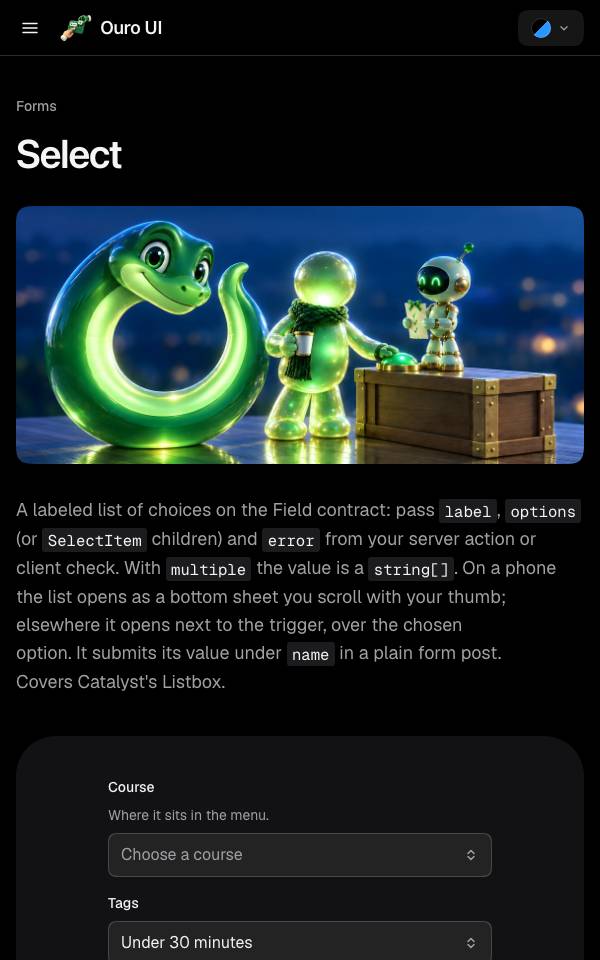 Ouro UI
Forms
Select
A labeled list of choices on the Field contract: pass label, options
(or SelectItem children) and error from your server action or
client check. With multiple the value is a string[]. On a phone
the list opens as a bottom sheet you scroll with your thumb;
elsewhere it opens next to the trigger, over the chosen
option. It submits its value under name in a plain form post.
Covers Catalyst's Listbox.
Course
Where it sits in the menu.
Choose a course
Tags
Under 30 minutes